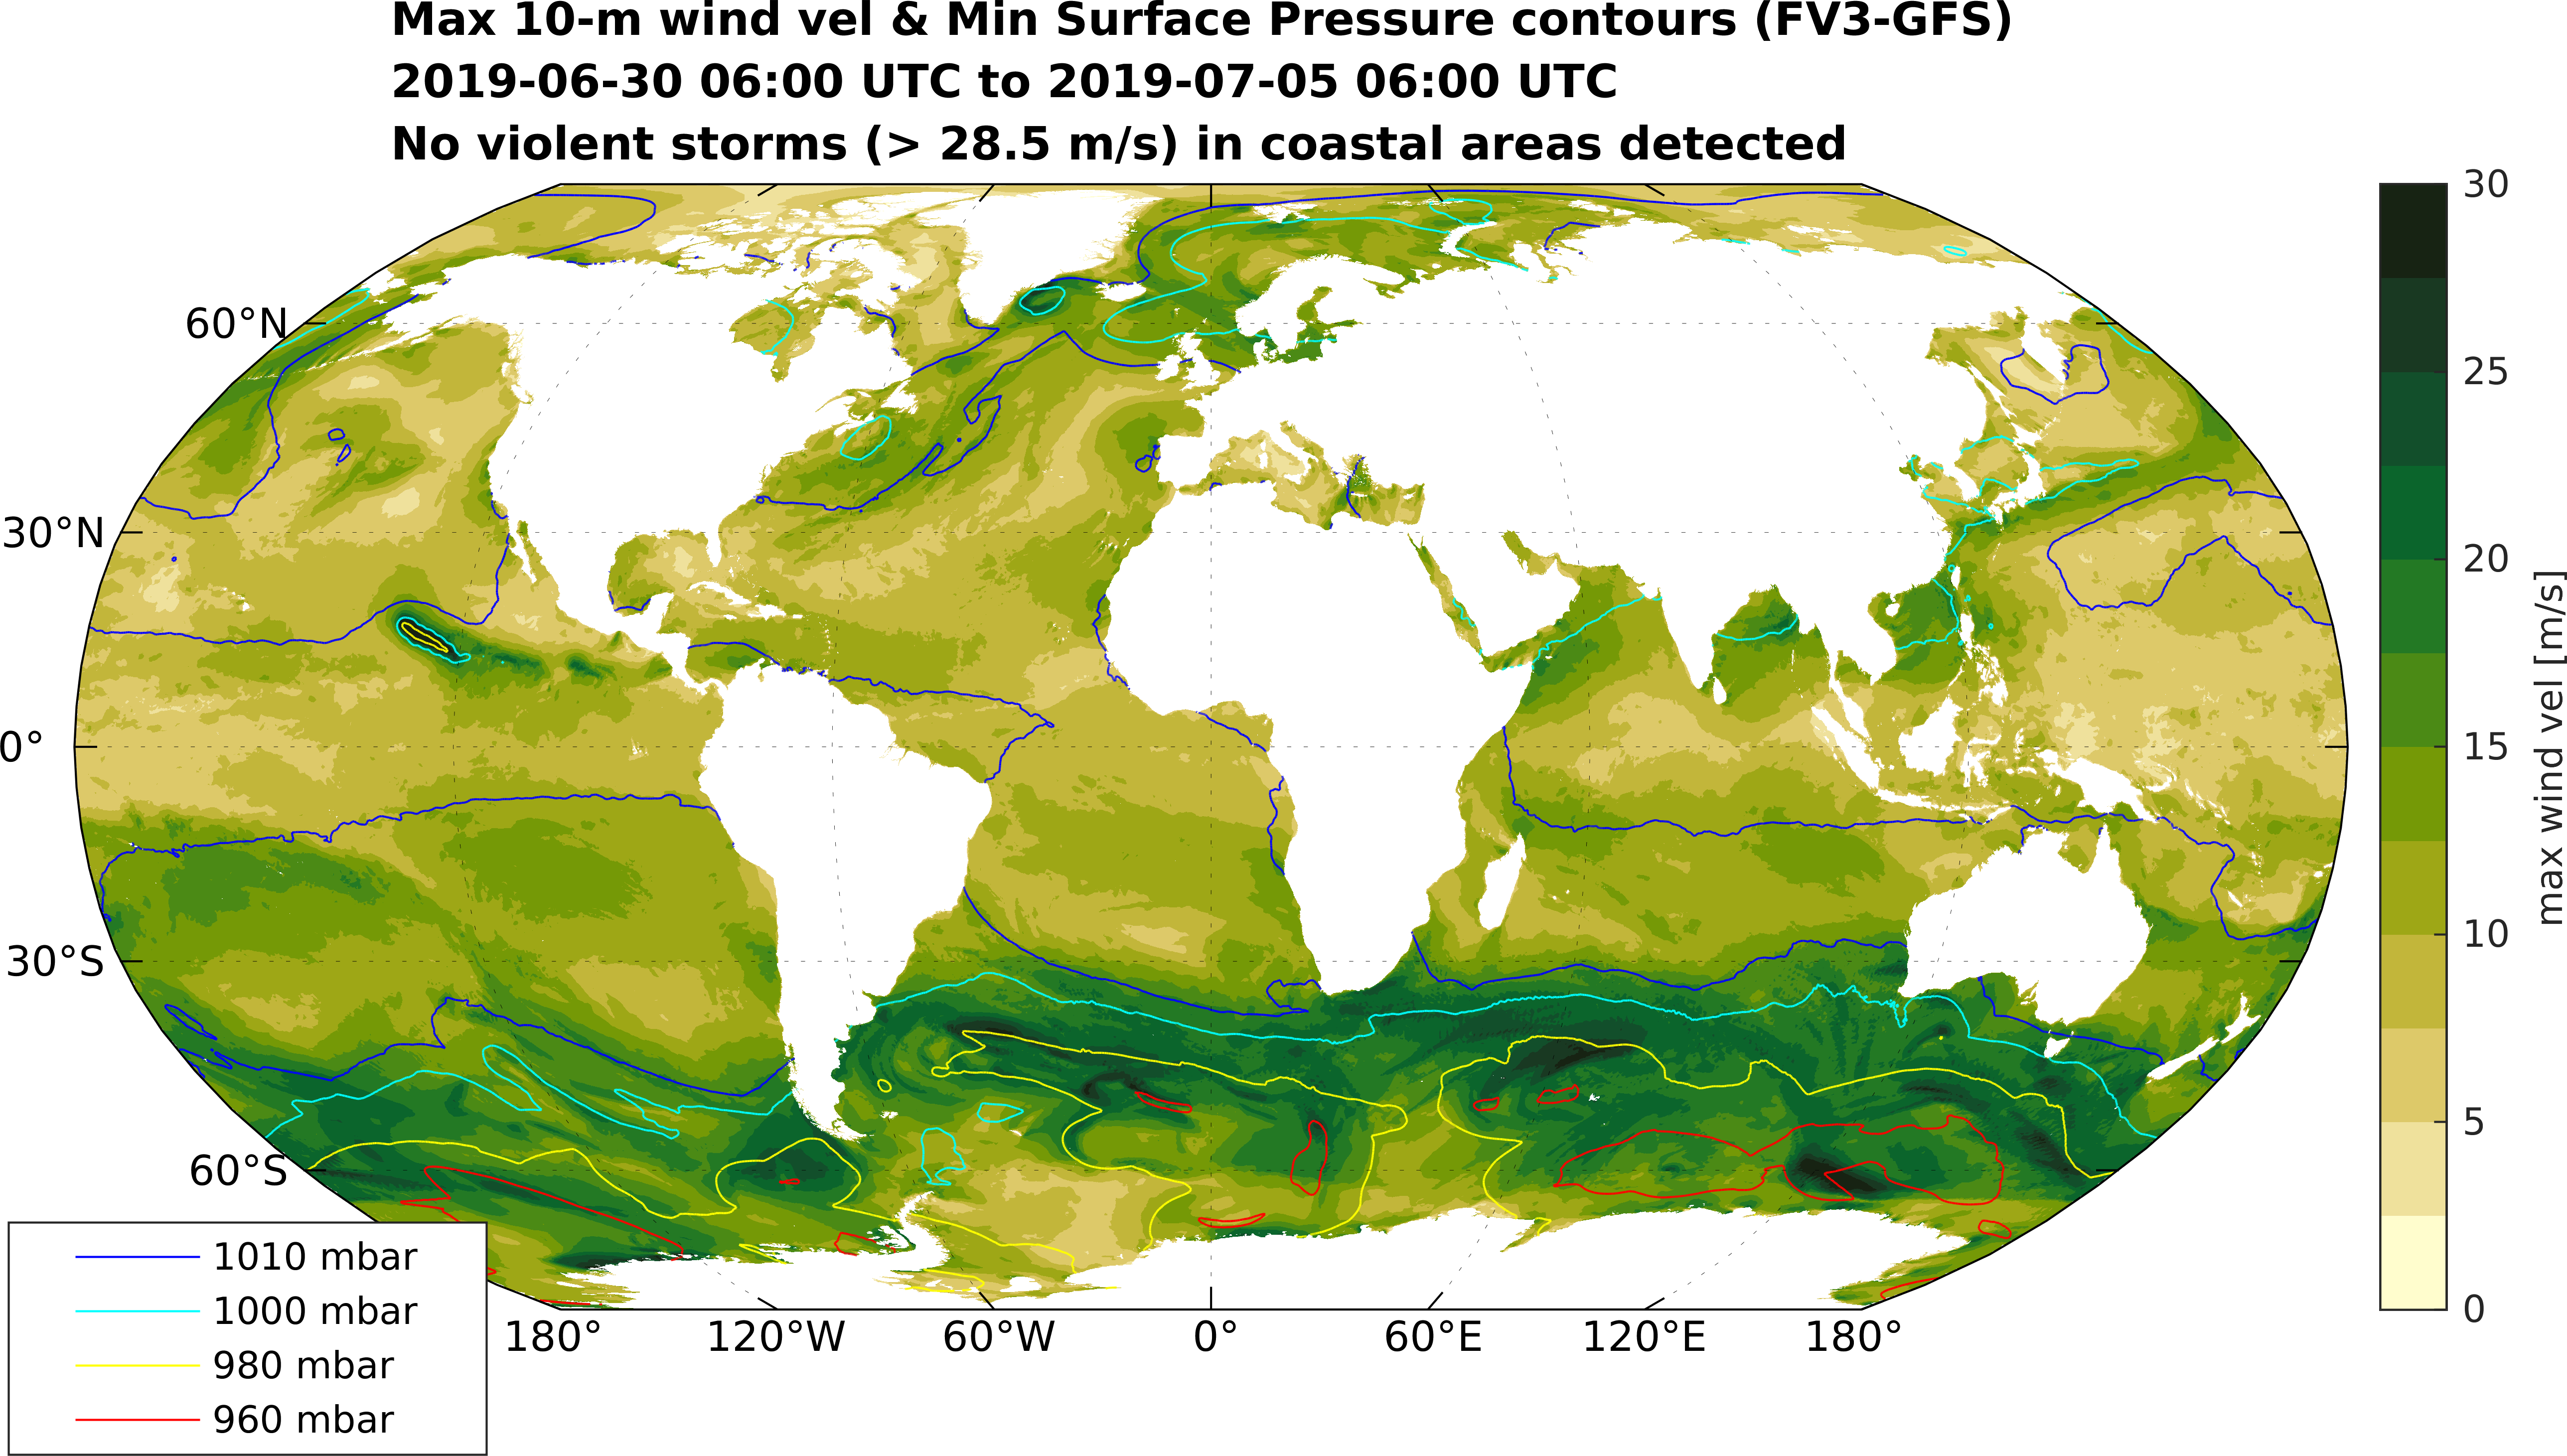 Max 10-m wind vel & Min Surface Pressure contours (FV3-GFS)
2019-06-30 06:00 UTC to 2019-07-05 06:00 UTC
No violent storms (> 28.5 m/s) in coastal areas detected
60°N
30°N
0°
30°S
60°S
180°
120°W
60°W
0°
60°E
120°E
180°
1010 mbar
1000 mbar
980 mbar
960 mbar
30
25
20
15
10
5
0
max wind vel [m/s]